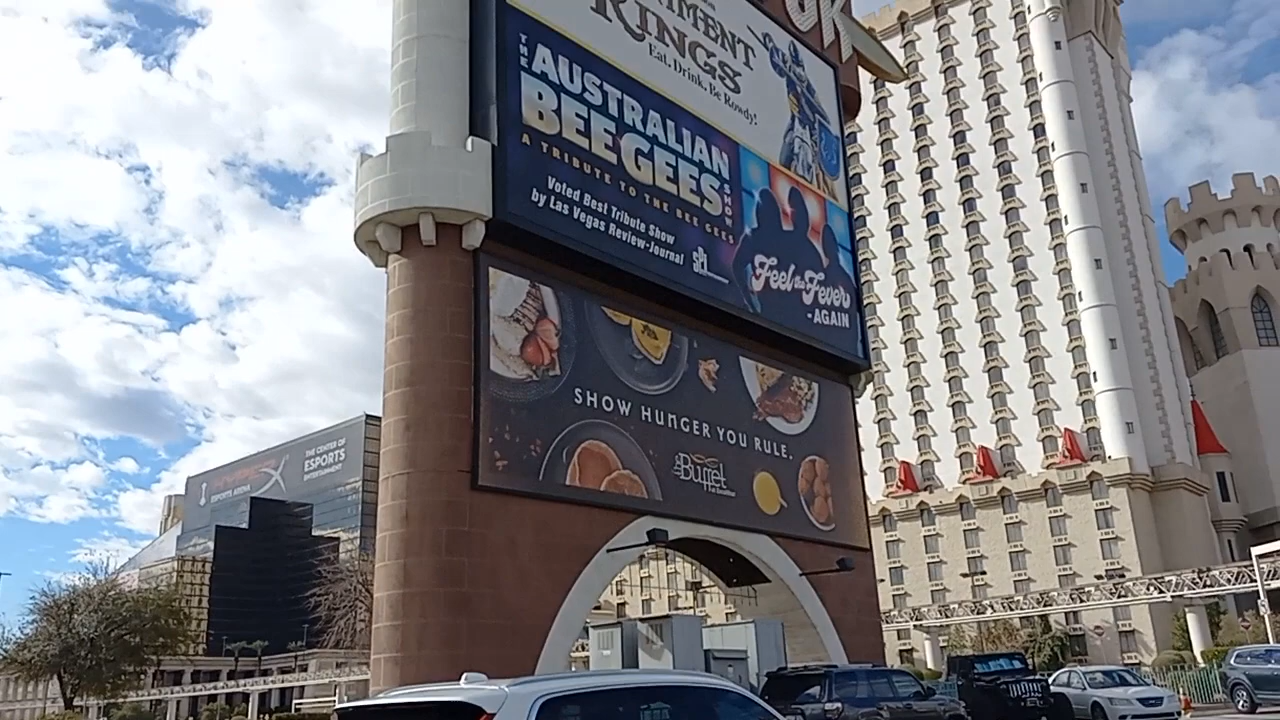 KINGS
Eat, Drink, Be Rowdy!
THE
AUSTRALIAN
BEE GEES
SHOW
A TRIBUTE TO THE BEE GEES
Voted Best Tribute Show
by Las Vegas Review-Journal
SPI
Feel the Fever
-AGAIN
SHOW HUNGER YOU RULE.
the Buffet
THE CENTER OF
ESPORTS
ENTERTAINMENT
ESPORTS ARENA